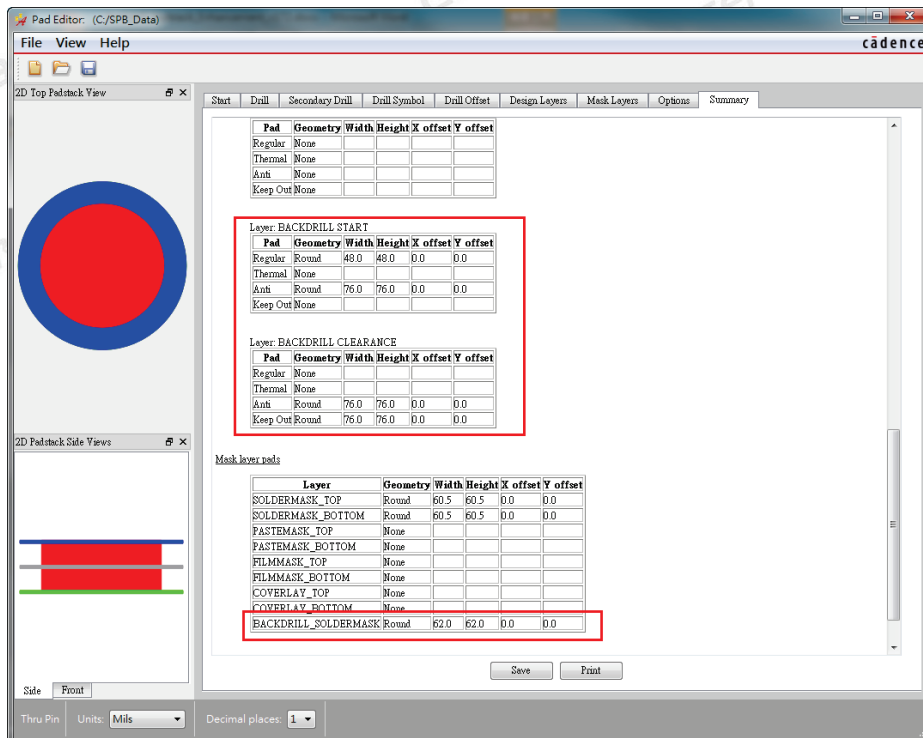 Pad Editor: (C:/SPB_Data)
File View Help
cādence
2D Top Padstack View
Start Drill Secondary Drill Drill Symbol Drill Offset Design Layers Mask Layers Options Summary
Pad Geometry Width Height X offset Y offset
Regular None
Thermal None
Anti None
Keep Out None
Layer: BACKDRILL START
Pad Geometry Width Height X offset Y offset
Regular Round 48.0 48.0 0.0 0.0
Thermal None
Anti Round 76.0 76.0 0.0 0.0
Keep Out None
Layer: BACKDRILL CLEARANCE
Pad Geometry Width Height X offset Y offset
Regular None
Thermal None
Anti Round 76.0 76.0 0.0 0.0
Keep Out Round 76.0 76.0 0.0 0.0
2D Padstack Side Views
Mask layer pads
Layer Geometry Width Height X offset Y offset
SOLDERMASK_TOP Round 60.5 60.5 0.0 0.0
SOLDERMASK_BOTTOM Round 60.5 60.5 0.0 0.0
PASTEMASK_TOP None
PASTEMASK_BOTTOM None
FILMMASK_TOP None
FILMMASK_BOTTOM None
COVERLAY_TOP None
COVERLAY_BOTTOM None
BACKDRILL_SOLDERMASK Round 62.0 62.0 0.0 0.0
Save Print
Side Front
Thru Pin Units: Mils Decimal places: 1